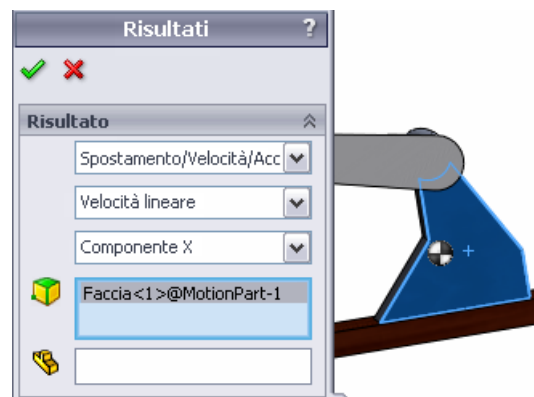 Risultati ?
Risultato
Spostamento/Velocità/Acc
Velocità lineare
Componente X
Faccia<1>@MotionPart-1